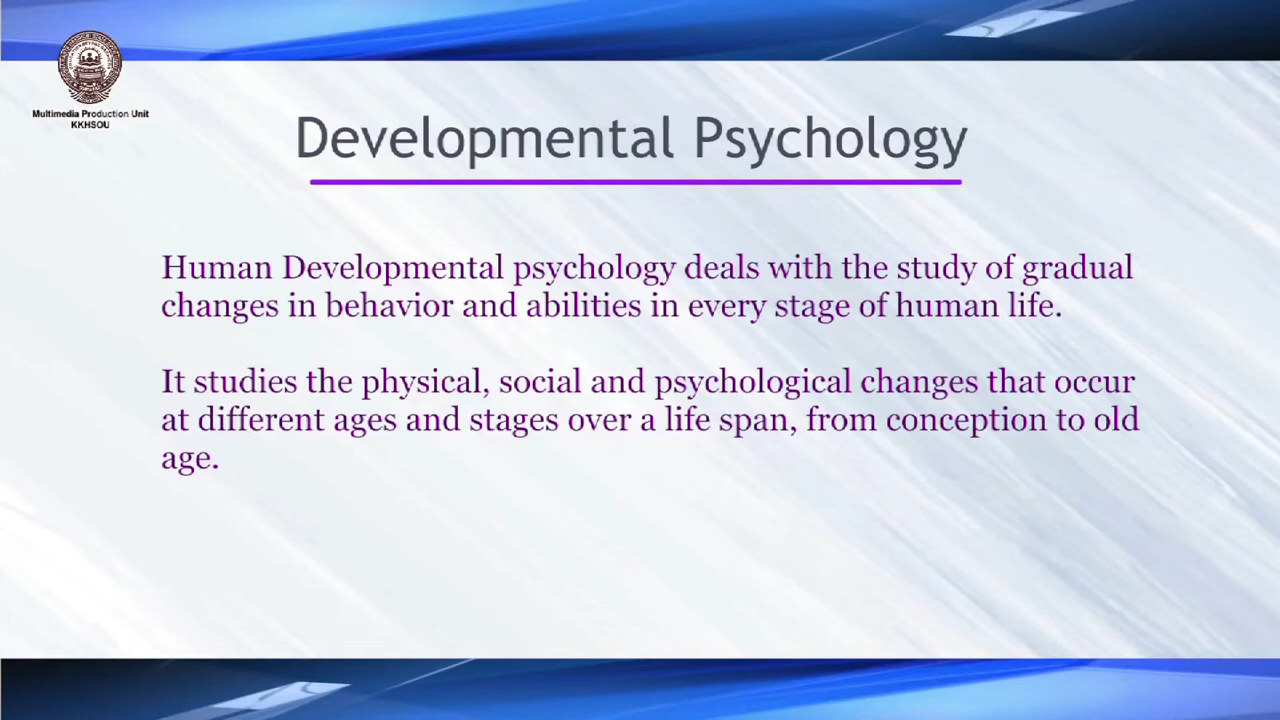 Multimedia Production Unit
KKHSOU
Developmental Psychology
Human Developmental psychology deals with the study of gradual
changes in behavior and abilities in every stage of human life.
It studies the physical, social and psychological changes that occur
at different ages and stages over a life span, from conception to old
age.